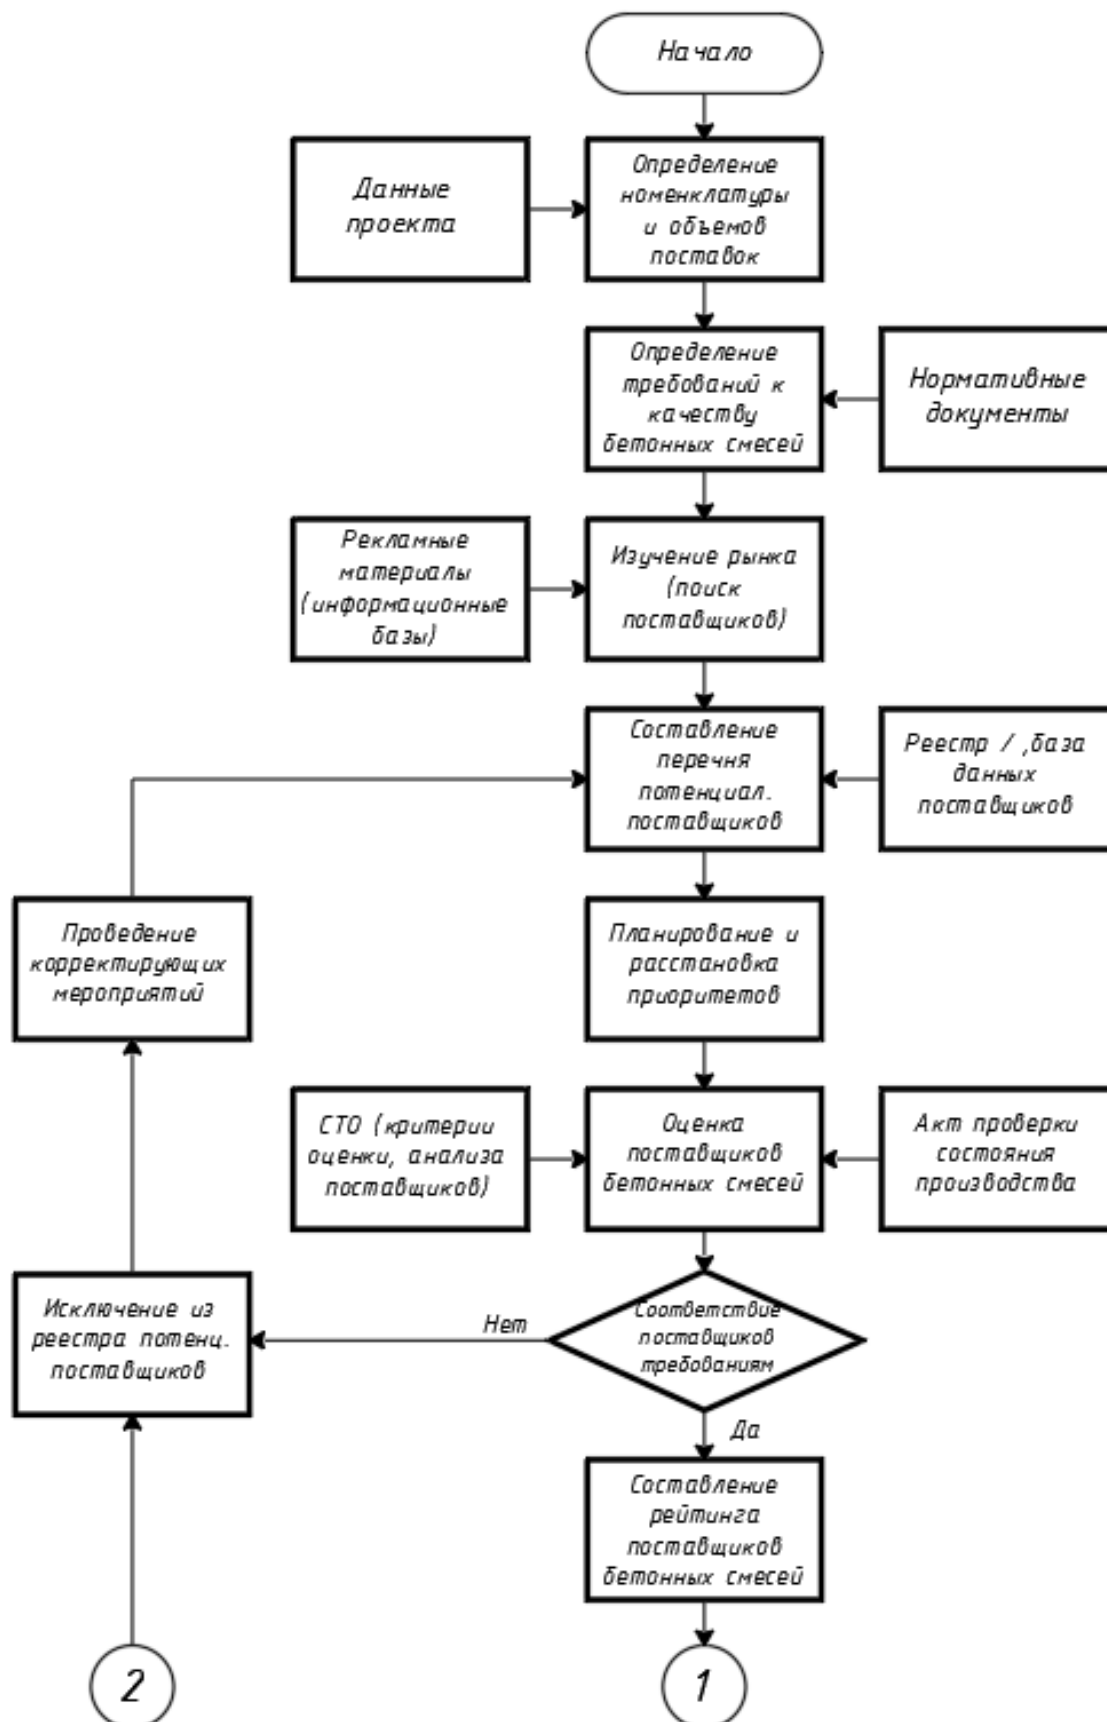 Начало
Данные
проекта
Определение
номенклатуры
и объемов
поставок
Определение
требований к
качеству
бетонных смесей
Нормативные
документы
Рекламные
материалы
(информационные
базы)
Изучение рынка
(поиск
поставщиков)
Составление
перечня
потенциал.
поставщиков
Реестр / ,база
данных
поставщиков
Проведение
корректирующих
мероприятий
Планирование и
расстановка
приоритетов
СТО (критерии
оценки, анализа
поставщиков)
Оценка
поставщиков
бетонных смесей
Акт проверки
состояния
производства
Исключение из
реестра потенц.
поставщиков
Нет
Соответствие
поставщиков
требованиям
Да
Составление
рейтинга
поставщиков
бетонных смесей
2
1